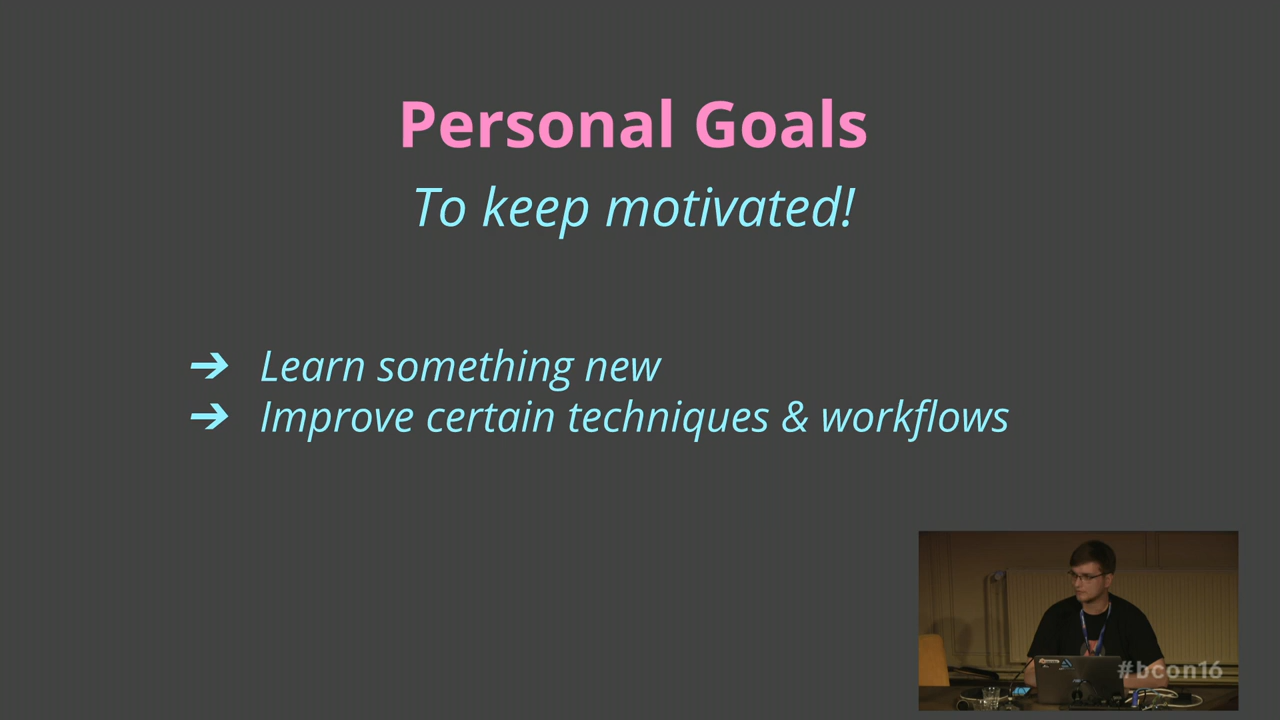 Personal Goals
To keep motivated!
➔ Learn something new
➔ Improve certain techniques & workflows
#bcon16